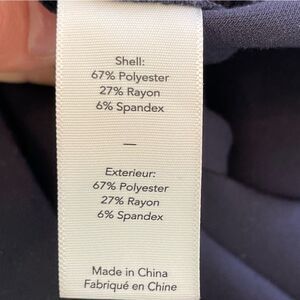 Shell:
67% Polyester
27% Rayon
6% Spandex
—
Exterieur:
67% Polyester
27% Rayon
6% Spandex
Made in China
Fabriqué en Chine